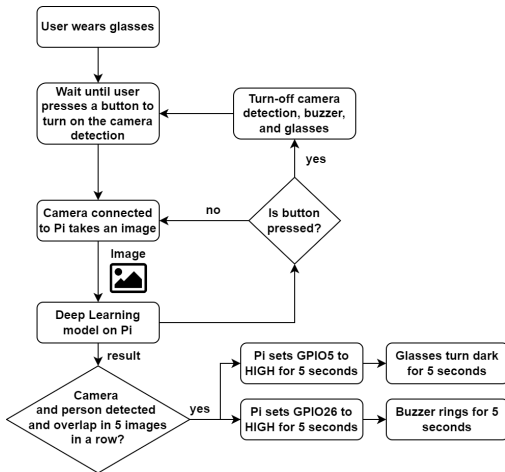 User wears glasses
Wait until user
presses a button to
turn on the camera
detection
Turn-off camera
detection, buzzer,
and glasses
yes
Camera connected
to Pi takes an image
no
Is button
pressed?
Image
Deep Learning
model on Pi
result
Camera
and person detected
and overlap in 5 images
in a row?
yes
Pi sets GPIO5 to
HIGH for 5 seconds
Glasses turn dark
for 5 seconds
Pi sets GPIO26 to
HIGH for 5 seconds
Buzzer rings for 5
seconds